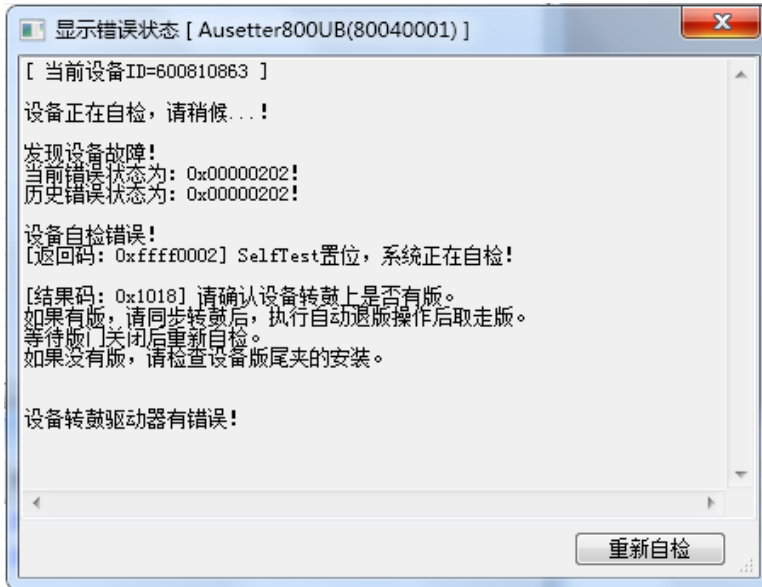 显示错误状态 [ Ausetter800UB(80040001) ]
[ 当前设备ID=600810863 ]
设备正在自检，请稍候...！
发现设备故障！
当前错误状态为：0x00000202！
历史错误状态为：0x00000202！
设备自检错误！
[返回码：0xffff0002] SelfTest置位，系统正在自检！
[结果码：0x1018] 请确认设备转鼓上是否有版。
如果有版，请同步转鼓后，执行自动退版操作后取走版。
等待版门关闭后重新自检。
如果没有版，请检查设备版尾夹的安装。
设备转鼓驱动器有错误！
重新自检